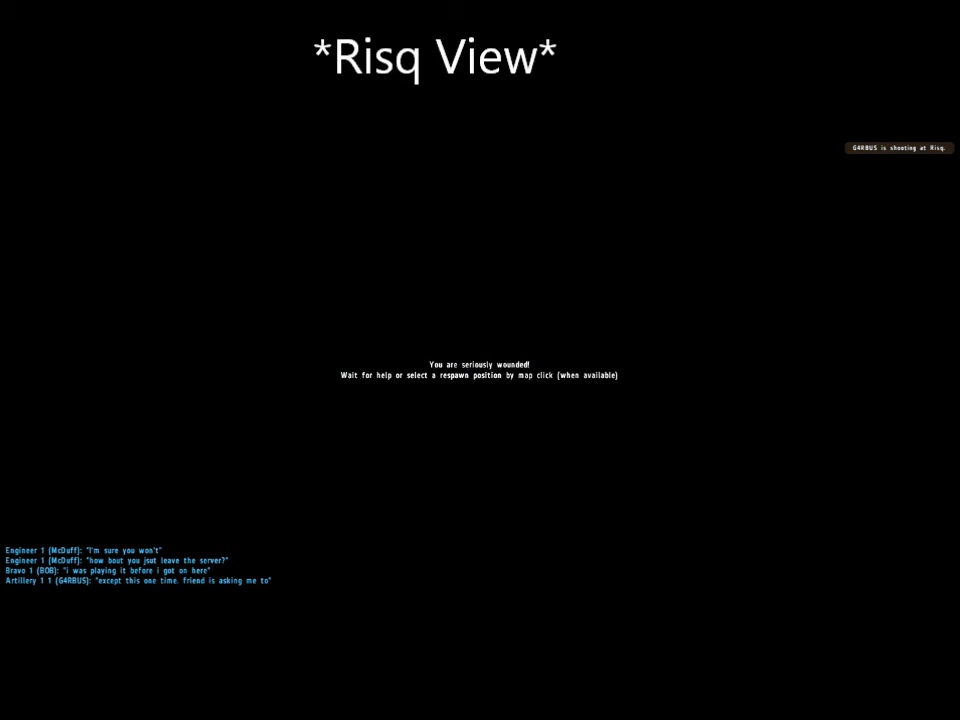 *Risq View*
G4RBUS is shooting at Risq.
You are seriously wounded!
Wait for help or select a respawn position by map click (when available)
Engineer 1 (McDuff): "I'm sure you won't"
Engineer 1 (McDuff): "how bout you jsut leave the server?"
Bravo 1 (BOB): "i was playing it before i got on here"
Artillery 1 1 (G4RBUS): "except this one time. friend is asking me to"